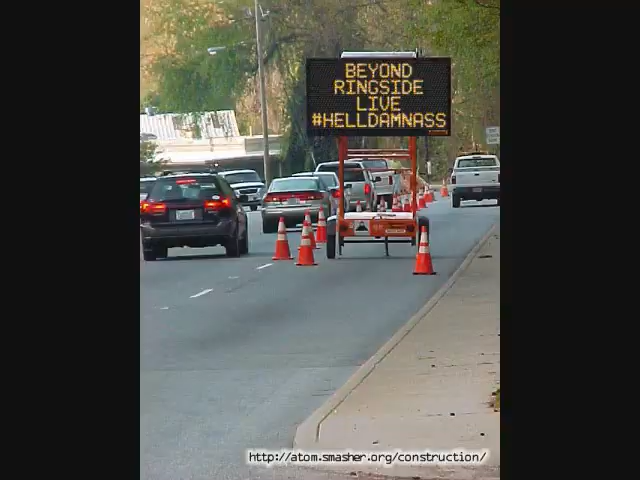 BEYOND
RINGSIDE
LIVE
#HELLDAMNASS
http://atom.smasher.org/construction/